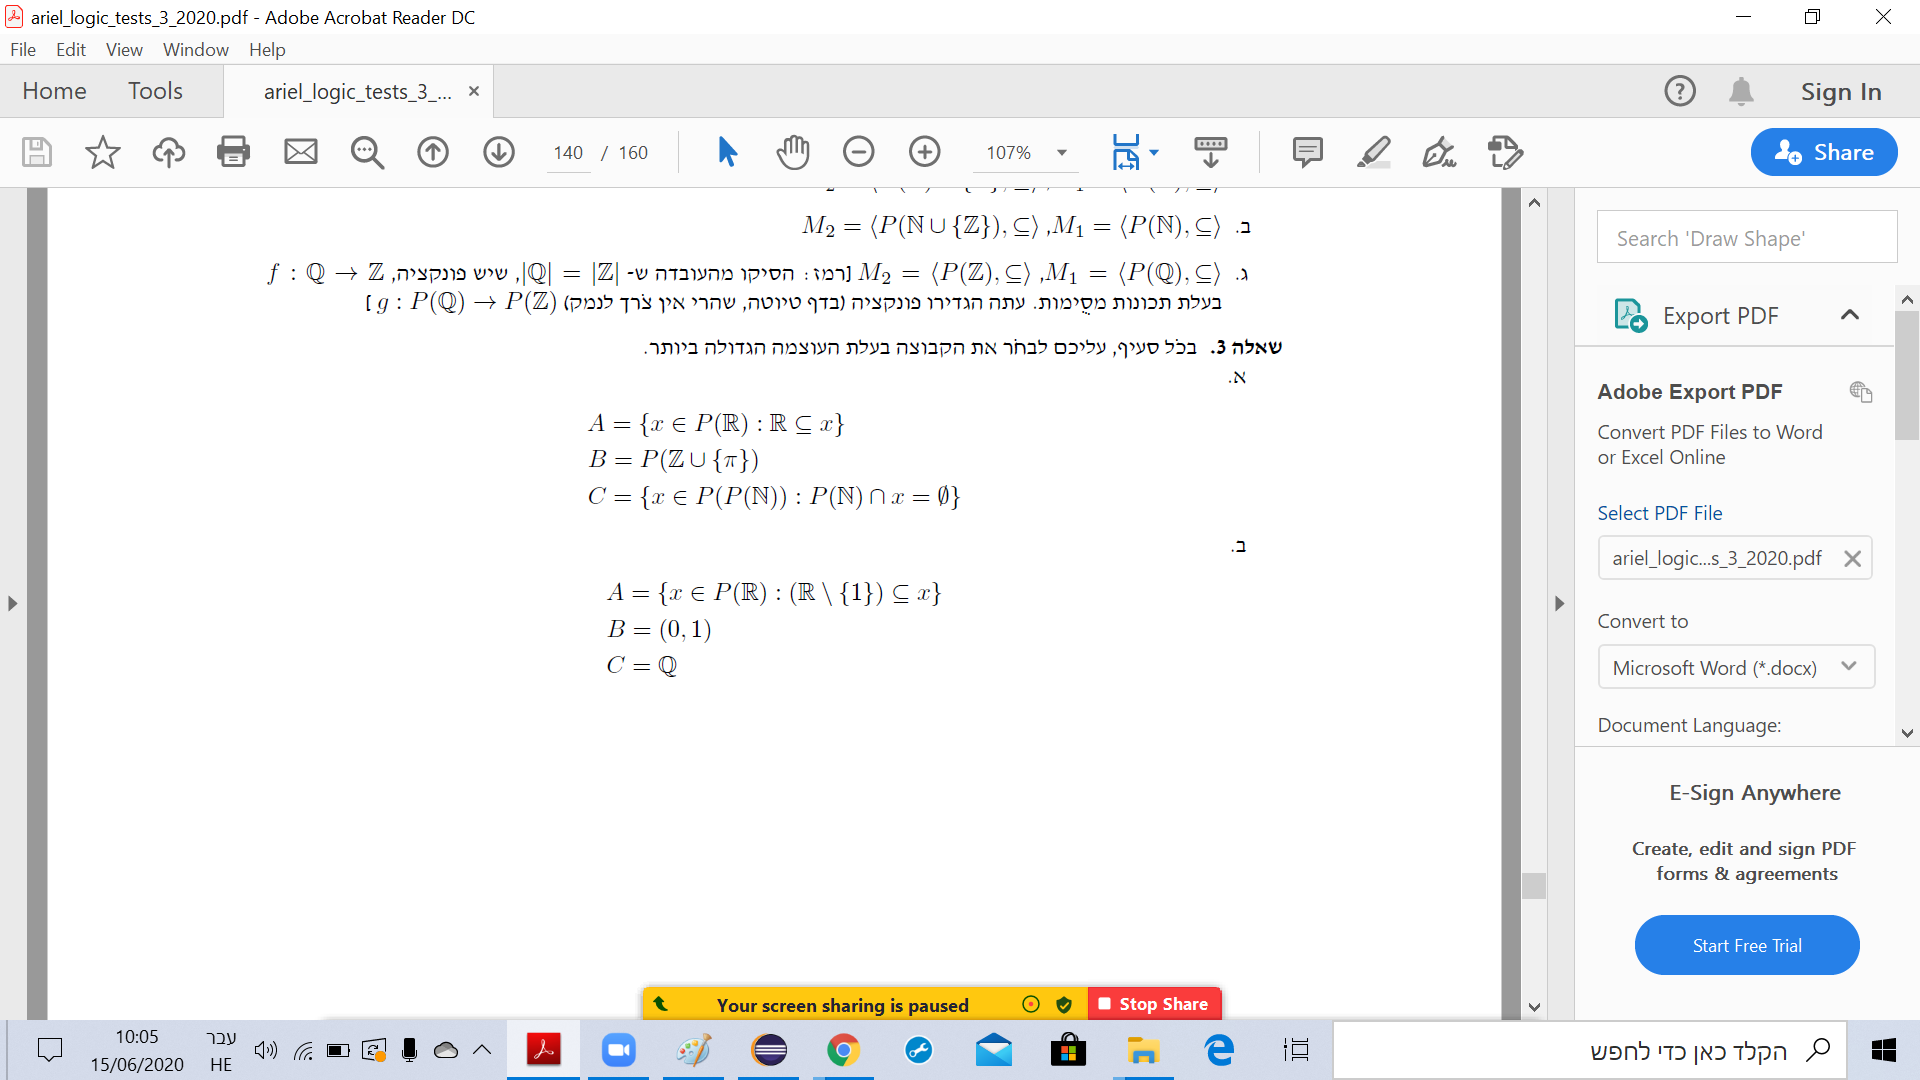 ariel_logic_tests_3_2020.pdf - Adobe Acrobat Reader DC
File Edit View Window Help
Home Tools ariel_logic_tests_3_... × Sign In
140 / 160 107% Share
ב. M₁ = ⟨P(ℕ), ⊆⟩, M₂ = ⟨P(ℕ ∪ {ℤ}), ⊆⟩
ג. M₁ = ⟨P(ℚ), ⊆⟩, M₂ = ⟨P(ℤ), ⊆⟩ [רמז: הסיקו מהעובדה ש- |ℚ| = |ℤ|, שיש פונקציה, f : ℚ → ℤ
בעלת תכונות מסֻימות. עתה הגדירו פונקציה (בדף טיוטה, שהרי אין צֹרך לנמק) g : P(ℚ) → P(ℤ) ]
שאלה 3. בכֹל סעיף, עליכם לבחֹר את הקבוצה בעלת העוצמה הגדולה ביותר.
א.
A = {x ∈ P(ℝ) : ℝ ⊆ x}
B = P(ℤ ∪ {π})
C = {x ∈ P(P(ℕ)) : P(ℕ) ∩ x = ∅}
ב.
A = {x ∈ P(ℝ) : (ℝ \ {1}) ⊆ x}
B = (0, 1)
C = ℚ
Search 'Draw Shape'
Export PDF
Adobe Export PDF
Convert PDF Files to Word
or Excel Online
Select PDF File
ariel_logic...s_3_2020.pdf
Convert to
Microsoft Word (*.docx)
Document Language:
E-Sign Anywhere
Create, edit and sign PDF
forms & agreements
Start Free Trial
Your screen sharing is paused Stop Share
10:05
15/06/2020
עבר
HE
הקלד כאן כדי לחפש